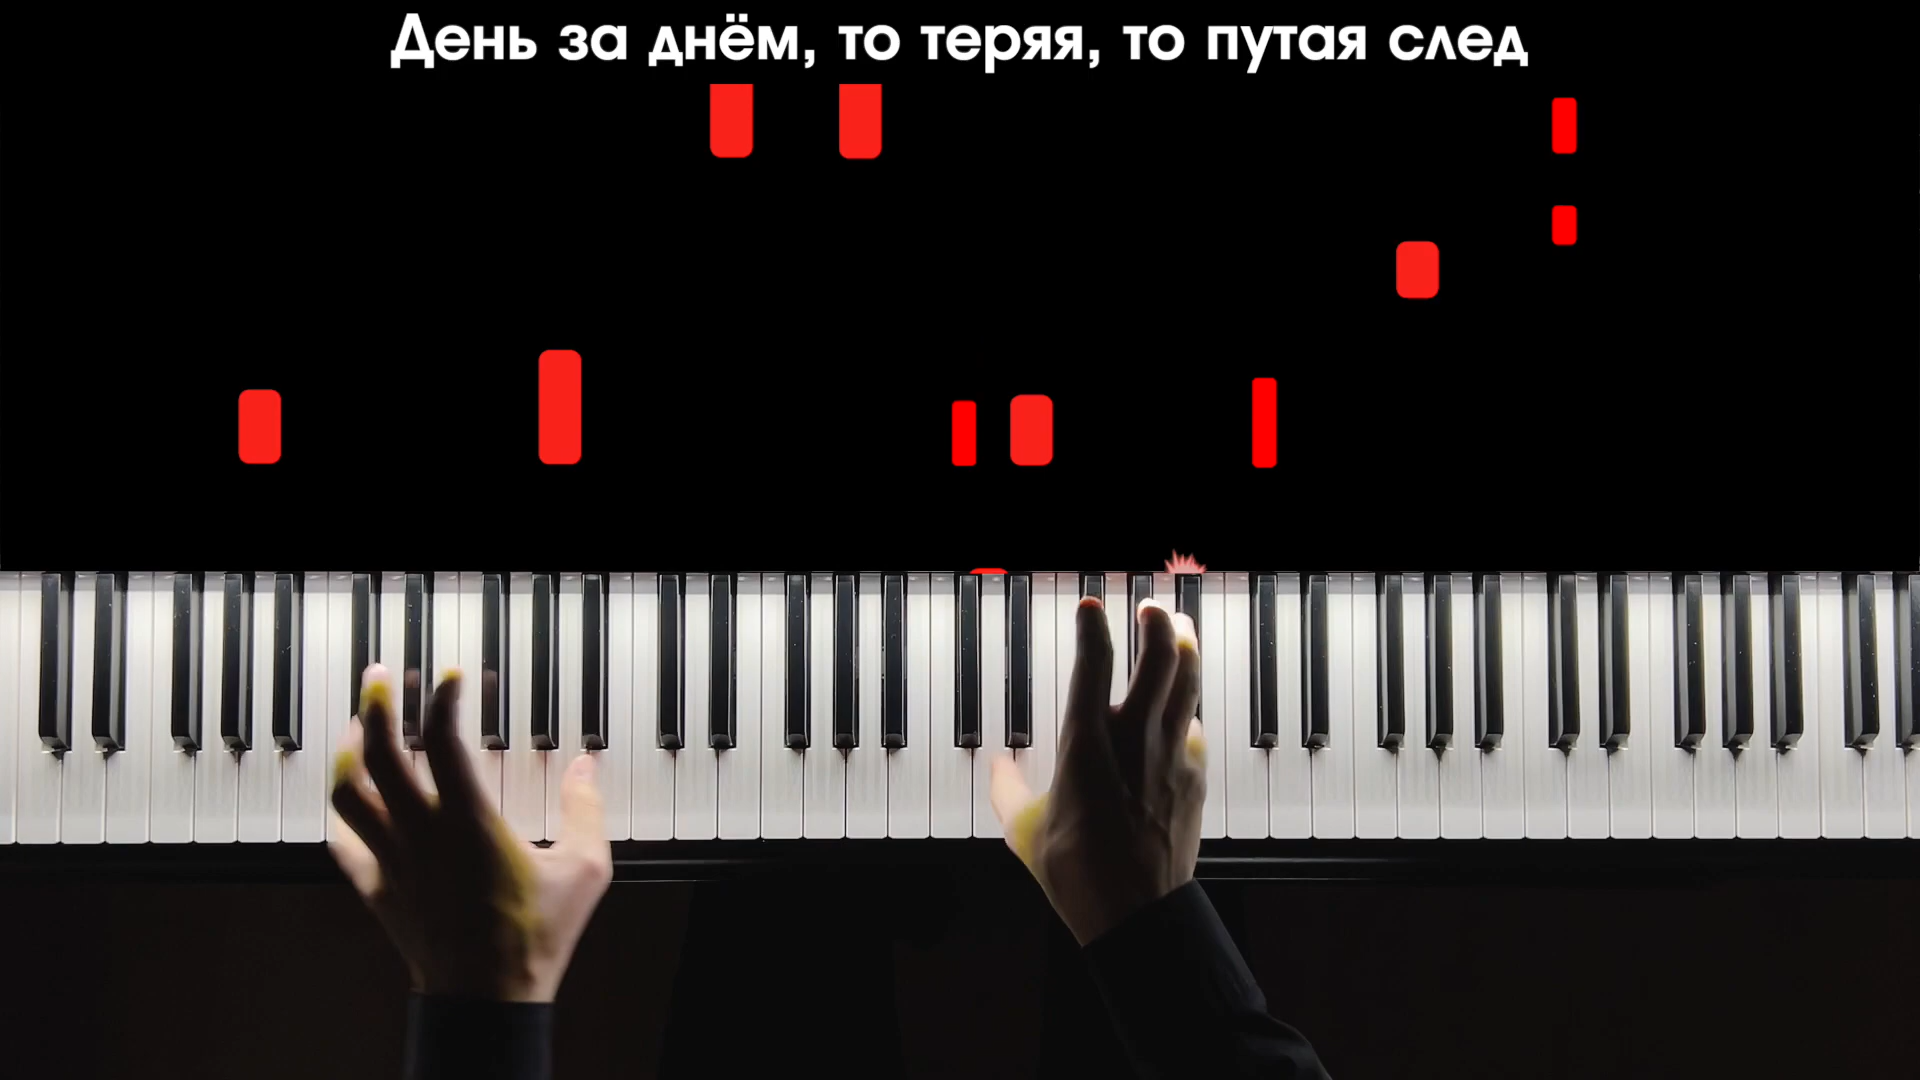 День за днём, то теряя, то путая след